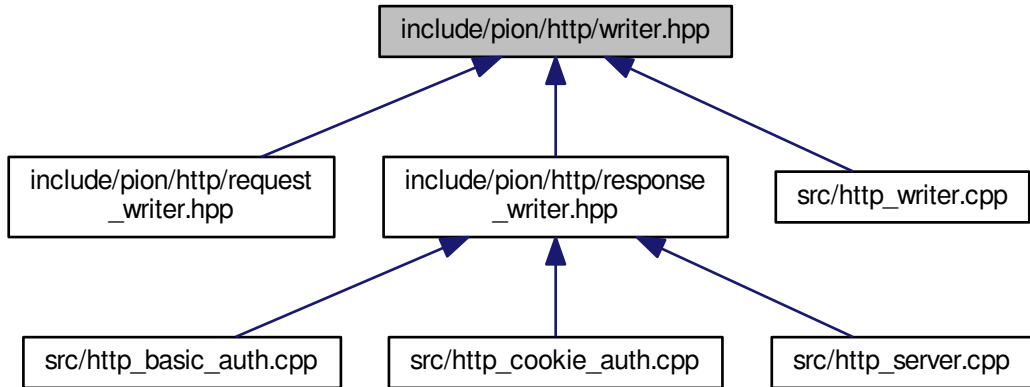 include/pion/http/writer.hpp
include/pion/http/request
_writer.hpp
include/pion/http/response
_writer.hpp
src/http_writer.cpp
src/http_basic_auth.cpp
src/http_cookie_auth.cpp
src/http_server.cpp